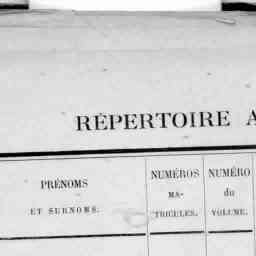 RÉPERTOIRE A
PRÉNOMS
ET SURNOMS.
NUMÉROS
MA-
TRICULES.
NUMÉRO
du
VOLUME.